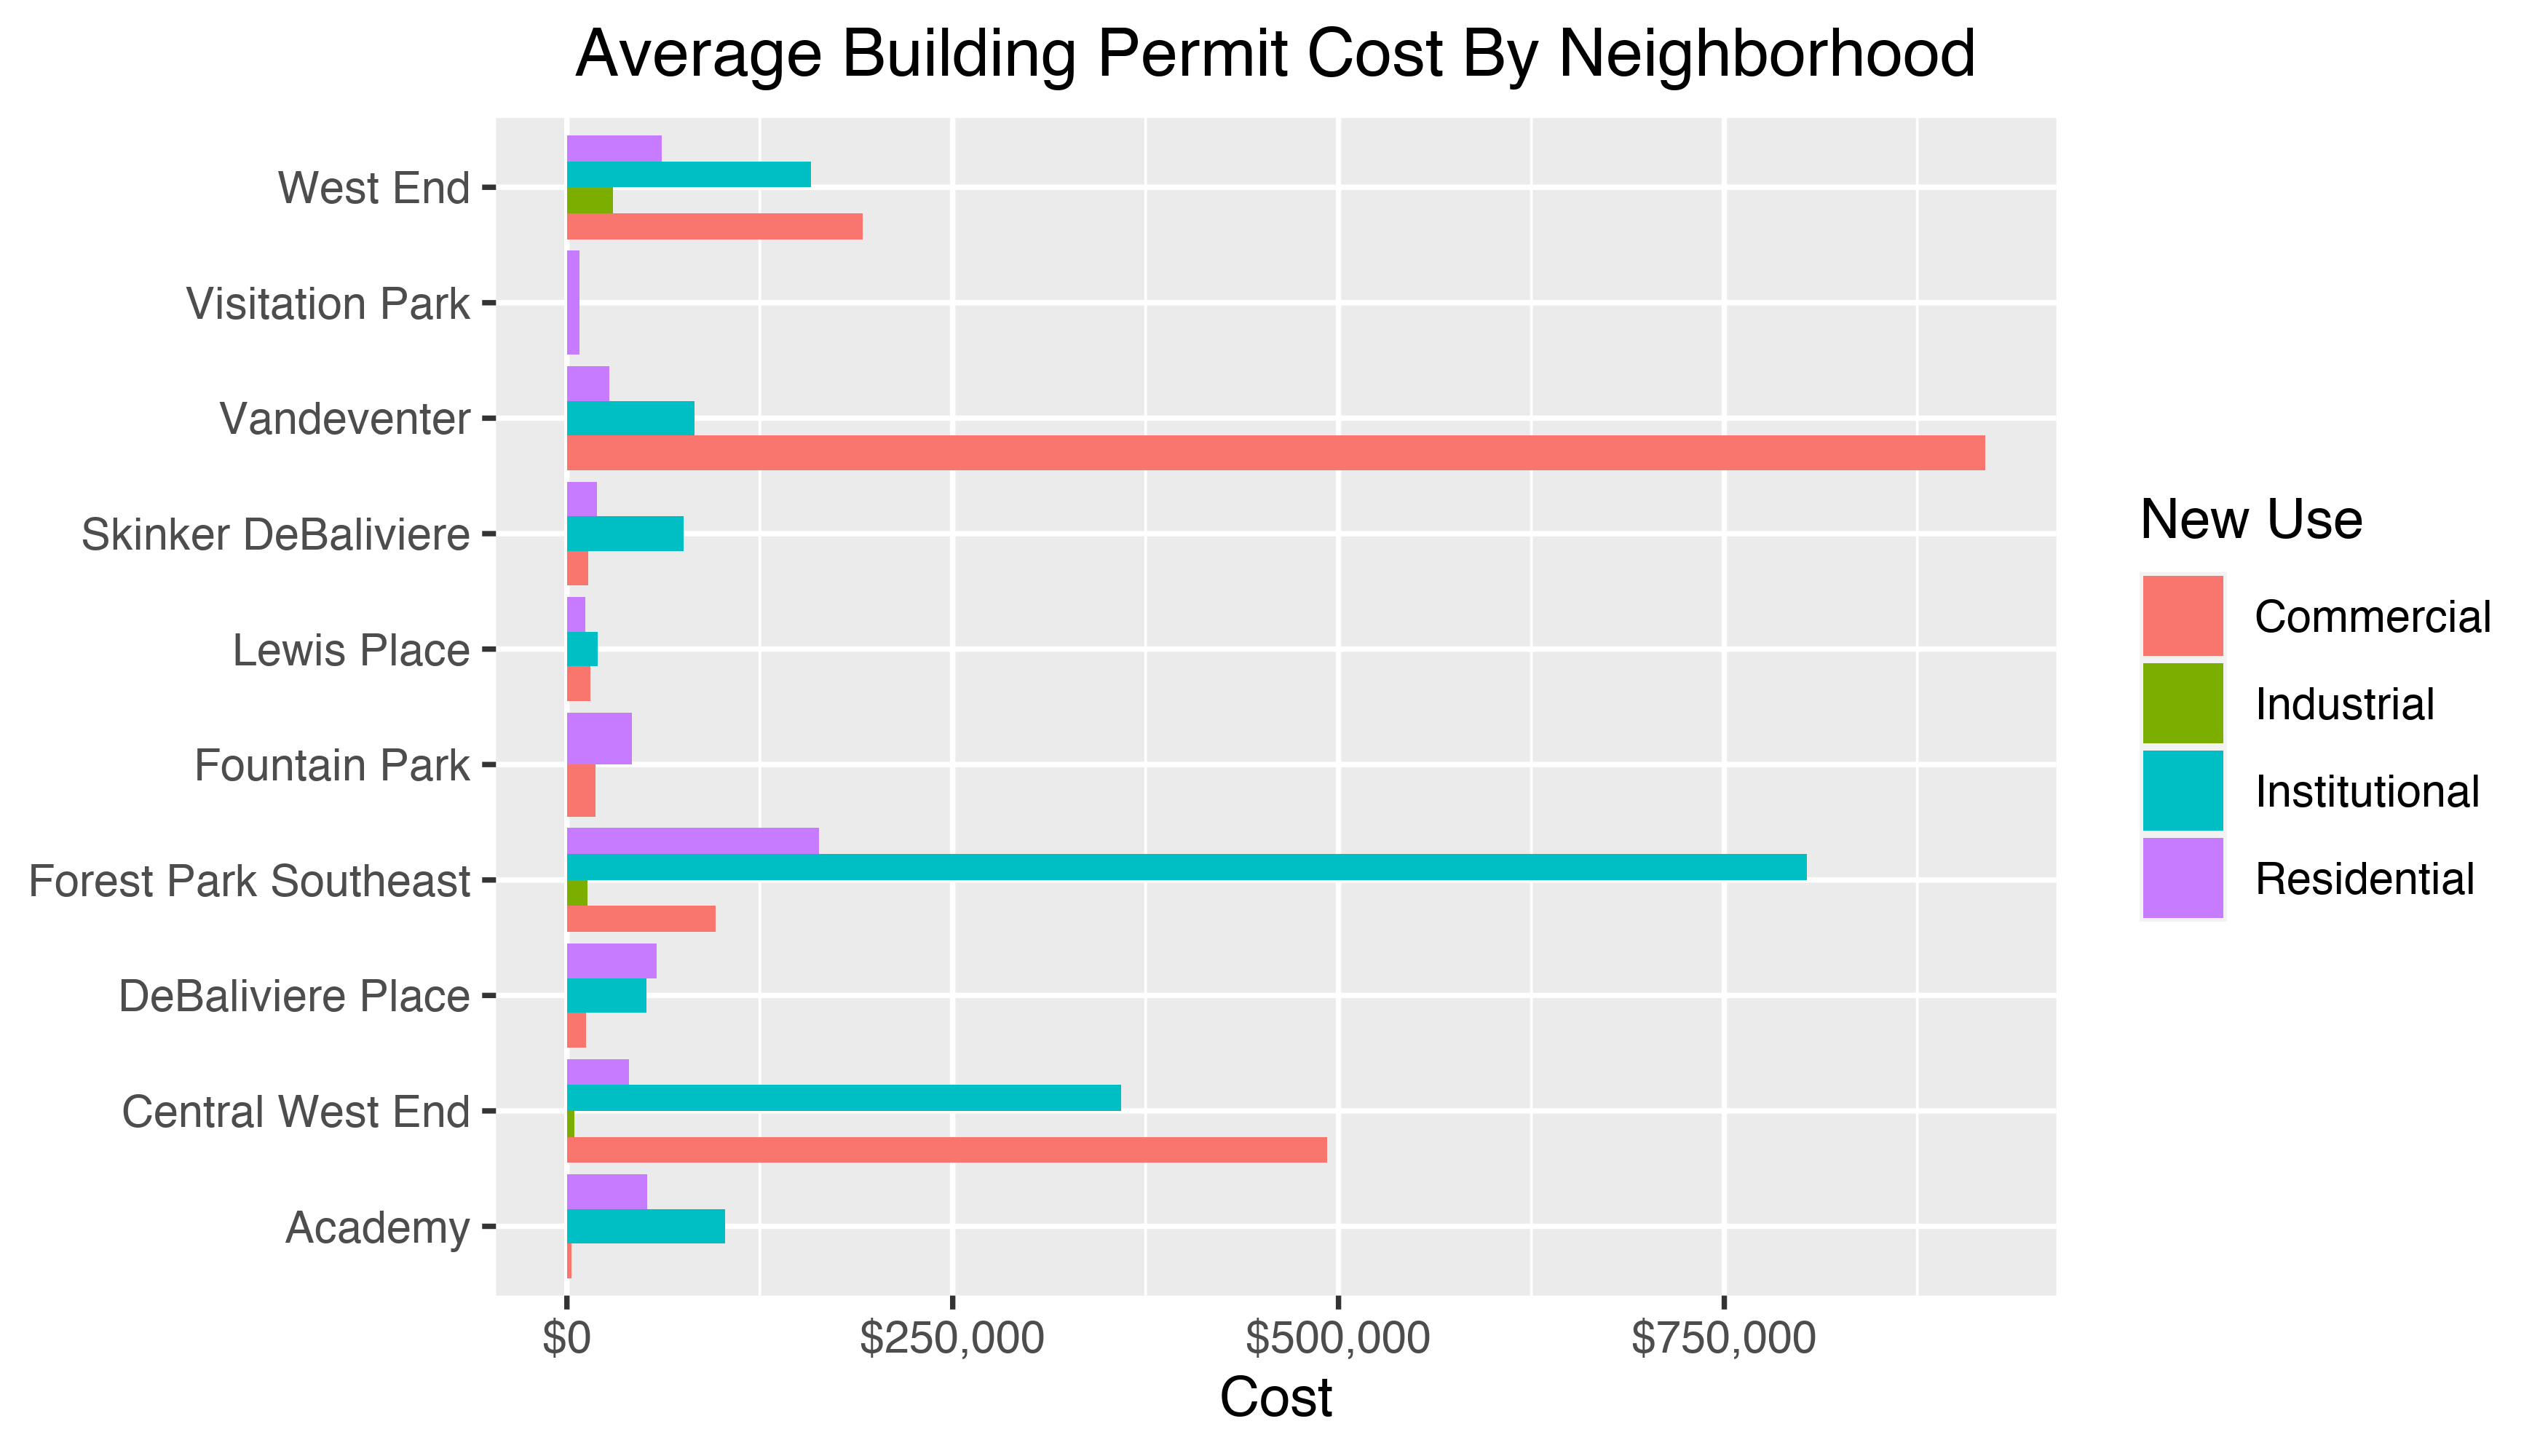 Average Building Permit Cost By Neighborhood
West End
Visitation Park
Vandeventer
Skinker DeBaliviere
Lewis Place
Fountain Park
Forest Park Southeast
DeBaliviere Place
Central West End
Academy
$0 $250,000 $500,000 $750,000
Cost
New Use
Commercial
Industrial
Institutional
Residential